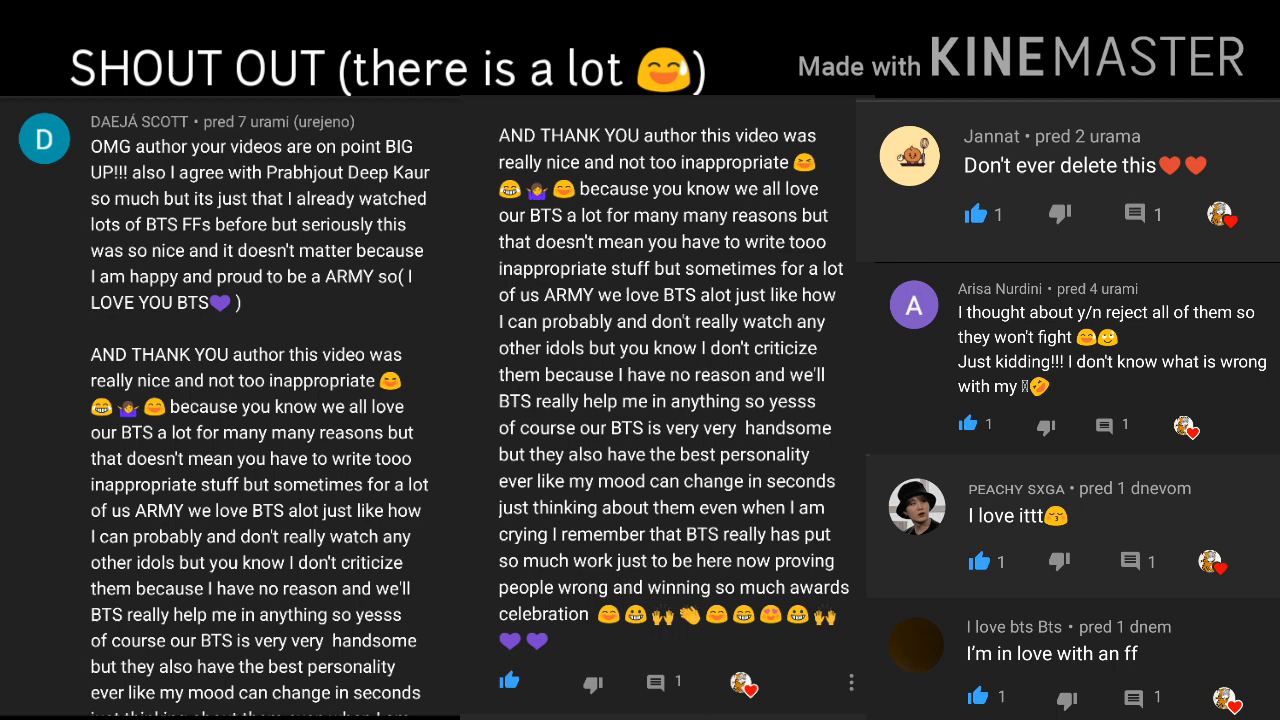 SHOUT OUT (there is a lot 😅)
Made with KINEMASTER
D
DAEJÁ SCOTT • pred 7 urami (urejeno)
OMG author your videos are on point BIG
UP!!! also I agree with Prabhjout Deep Kaur
so much but its just that I already watched
lots of BTS FFs before but seriously this
was so nice and it doesn't matter because
I am happy and proud to be a ARMY so( I
LOVE YOU BTS💜 )
AND THANK YOU author this video was
really nice and not too inappropriate 😆
😂 🤷‍♀️ 😊 because you know we all love
our BTS a lot for many many reasons but
that doesn't mean you have to write tooo
inappropriate stuff but sometimes for a lot
of us ARMY we love BTS alot just like how
I can probably and don't really watch any
other idols but you know I don't criticize
them because I have no reason and we'll
BTS really help me in anything so yesss
of course our BTS is very very handsome
but they also have the best personality
ever like my mood can change in seconds
just thinking about them even when I am
AND THANK YOU author this video was
really nice and not too inappropriate 😆
😂 🤷‍♀️ 😊 because you know we all love
our BTS a lot for many many reasons but
that doesn't mean you have to write tooo
inappropriate stuff but sometimes for a lot
of us ARMY we love BTS alot just like how
I can probably and don't really watch any
other idols but you know I don't criticize
them because I have no reason and we'll
BTS really help me in anything so yesss
of course our BTS is very very handsome
but they also have the best personality
ever like my mood can change in seconds
just thinking about them even when I am
crying I remember that BTS really has put
so much work just to be here now proving
people wrong and winning so much awards
celebration 😊 😀 🙌 👏 😊 😁 😍 😀 🙌
💜 💜
1
Jannat • pred 2 urama
Don't ever delete this♥️♥️
1 1
A
Arisa Nurdini • pred 4 urami
I thought about y/n reject all of them so
they won't fight 😊🙄
Just kidding!!! I don't know what is wrong
with my 🤣
1 1
PEACHY SXGA • pred 1 dnevom
I love ittt😚
1 1
I love bts Bts • pred 1 dnem
I'm in love with an ff
1 1